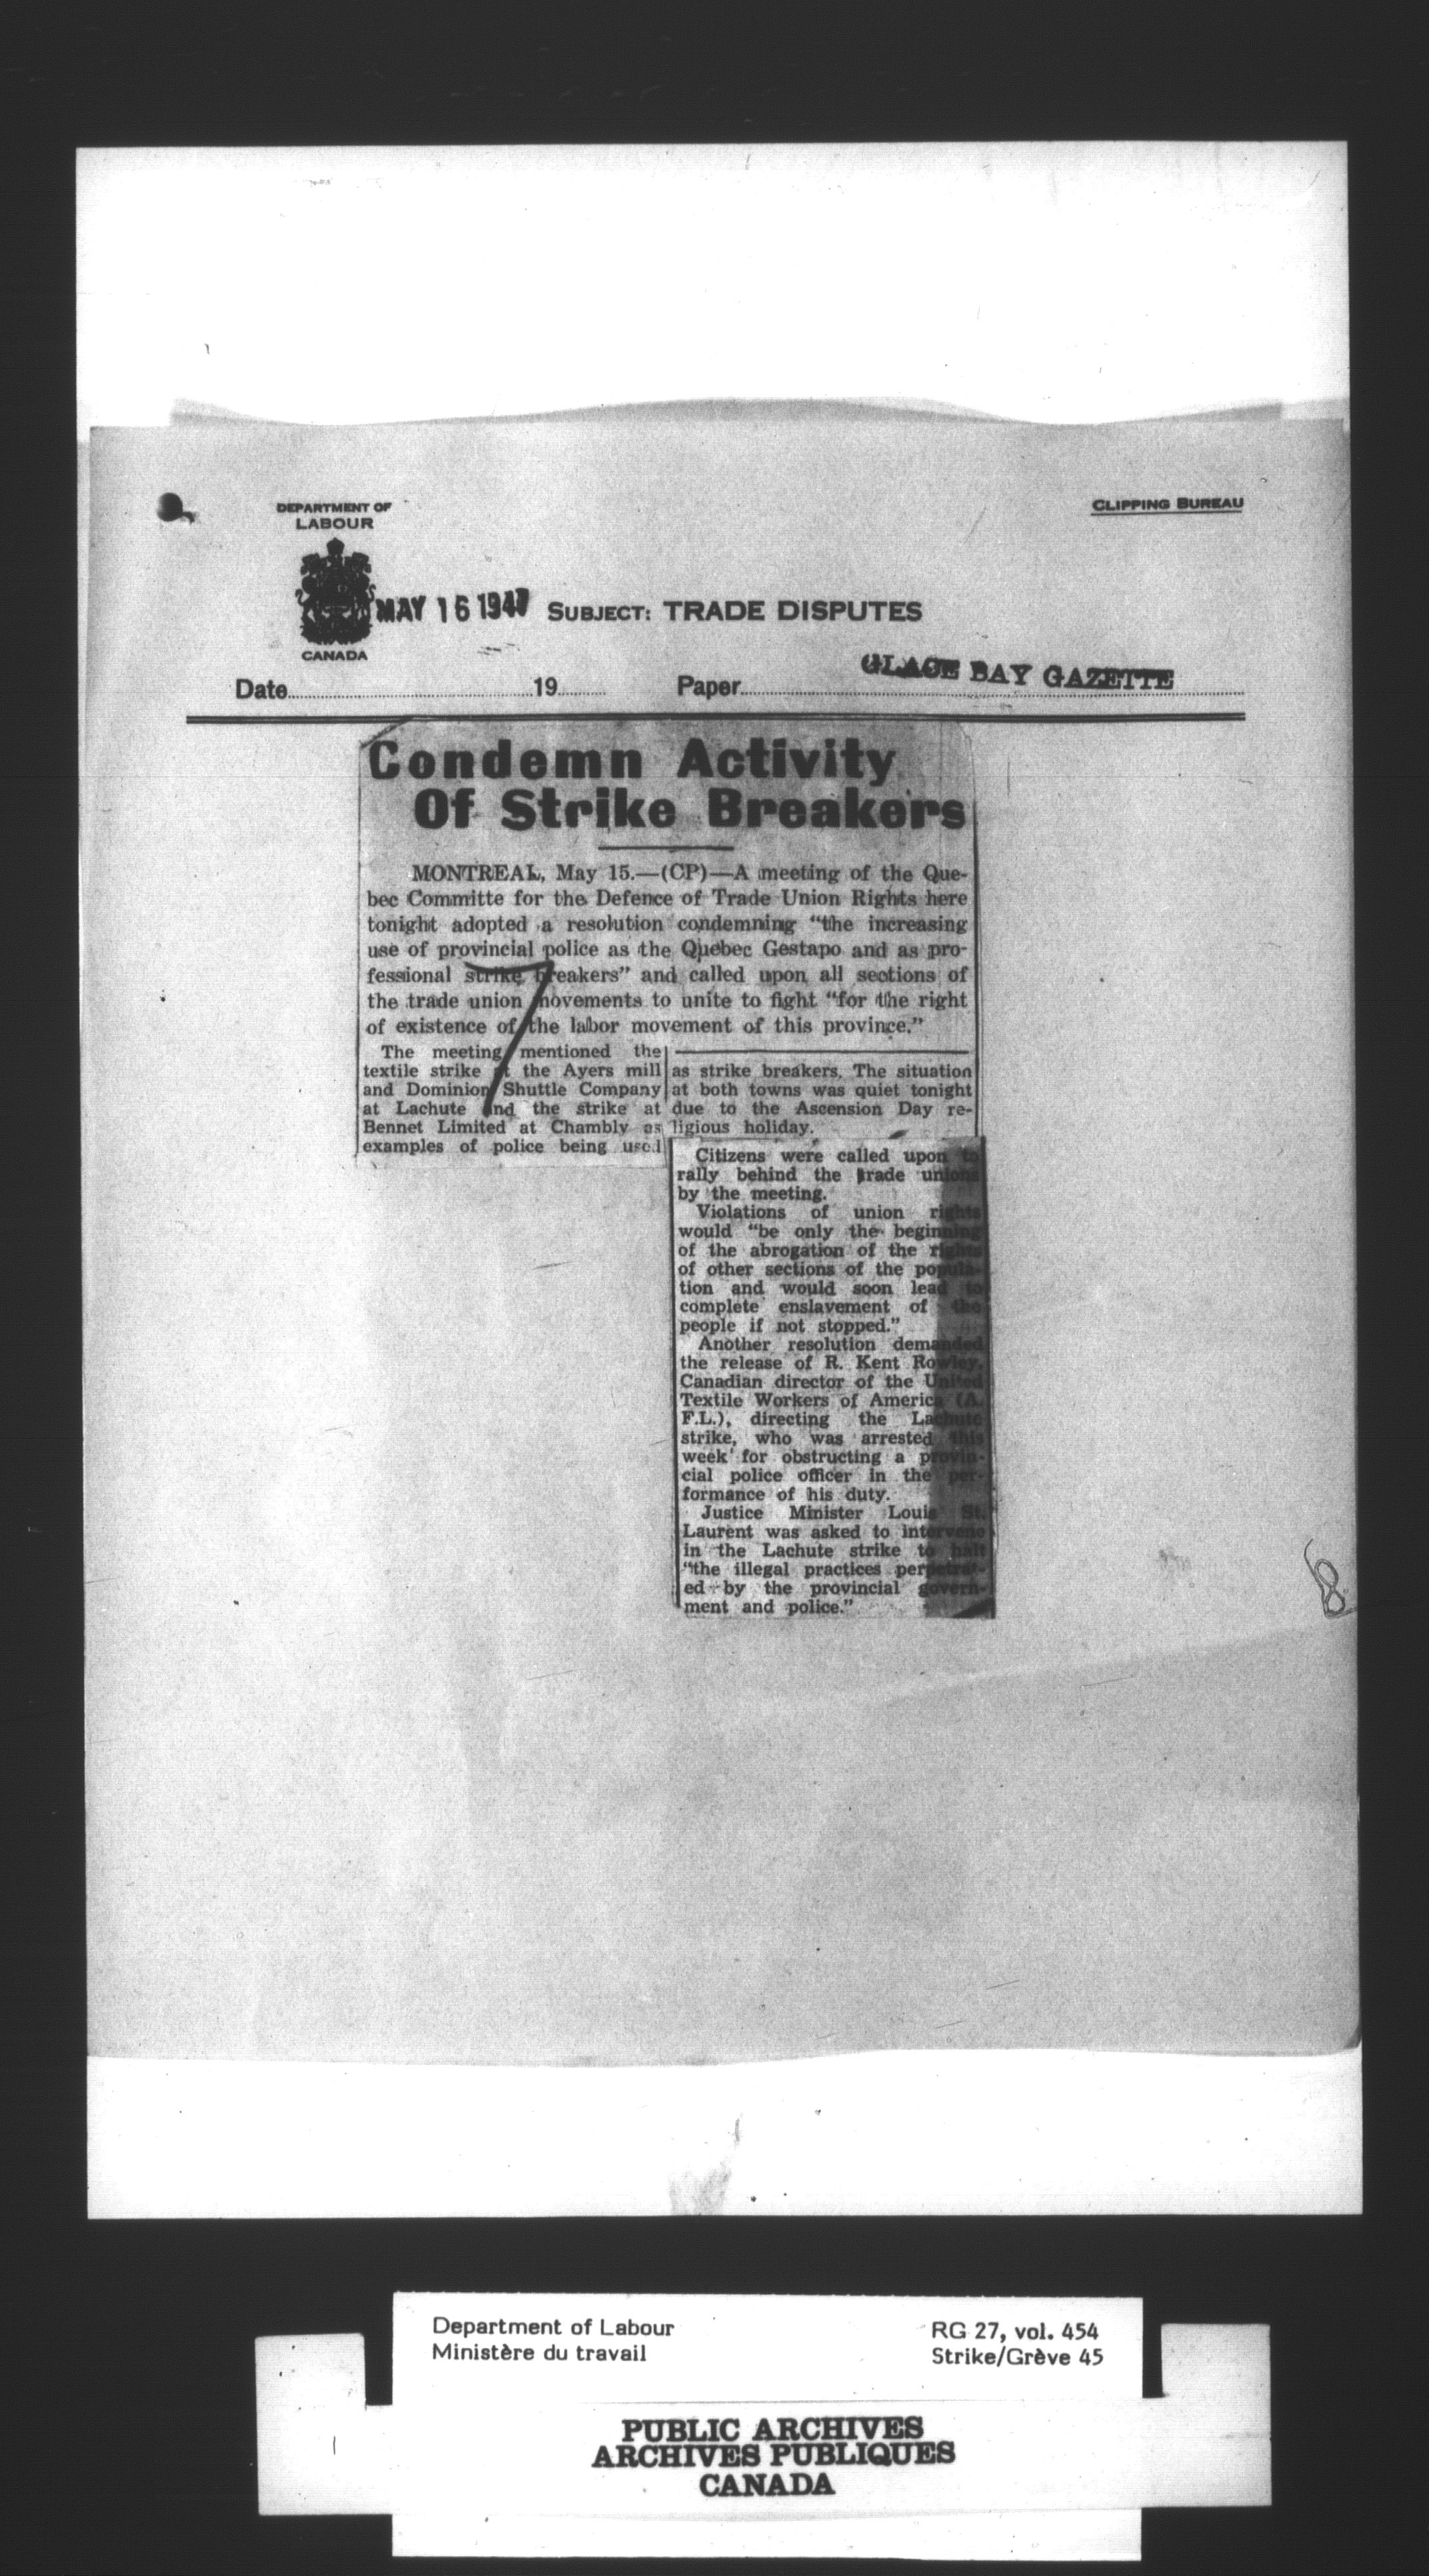 DEPARTMENT OF
LABOUR
CANADA
CLIPPING BUREAU
MAY 16 1947
SUBJECT: TRADE DISPUTES
Date 19
Paper GLACE BAY GAZETTE
Condemn Activity
Of Strike Breakers
MONTREAL, May 15.—(CP)—A meeting of the Que-
bec Committe for the Defence of Trade Union Rights here
tonight adopted a resolution condemning “the increasing
use of provincial police as the Quebec Gestapo and as pro-
fessional strike breakers” and called upon all sections of
the trade union movements to unite to fight “for the right
of existence of the labor movement of this province.”
The meeting mentioned the
textile strike at the Ayers mill
and Dominion Shuttle Company
at Lachute and the strike at
Bennet Limited at Chambly as
examples of police being used
as strike breakers. The situation
at both towns was quiet tonight
due to the Ascension Day re-
ligious holiday.
Citizens were called upon to
rally behind the trade unions
by the meeting.
Violations of union rights
would “be only the beginning
of the abrogation of the rights
of other sections of the popula-
tion and would soon lead to
complete enslavement of the
people if not stopped.”
Another resolution demanded
the release of R. Kent Rowley,
Canadian director of the United
Textile Workers of America (A.
F.L.), directing the Lachute
strike, who was arrested this
week for obstructing a provin-
cial police officer in the per-
formance of his duty.
Justice Minister Louis St.
Laurent was asked to intervene
in the Lachute strike to halt
“the illegal practices perpetrat-
ed by the provincial govern-
ment and police.”
7
8
Department of Labour
Ministère du travail
RG 27, vol. 454
Strike/Grève 45
PUBLIC ARCHIVES
ARCHIVES PUBLIQUES
CANADA